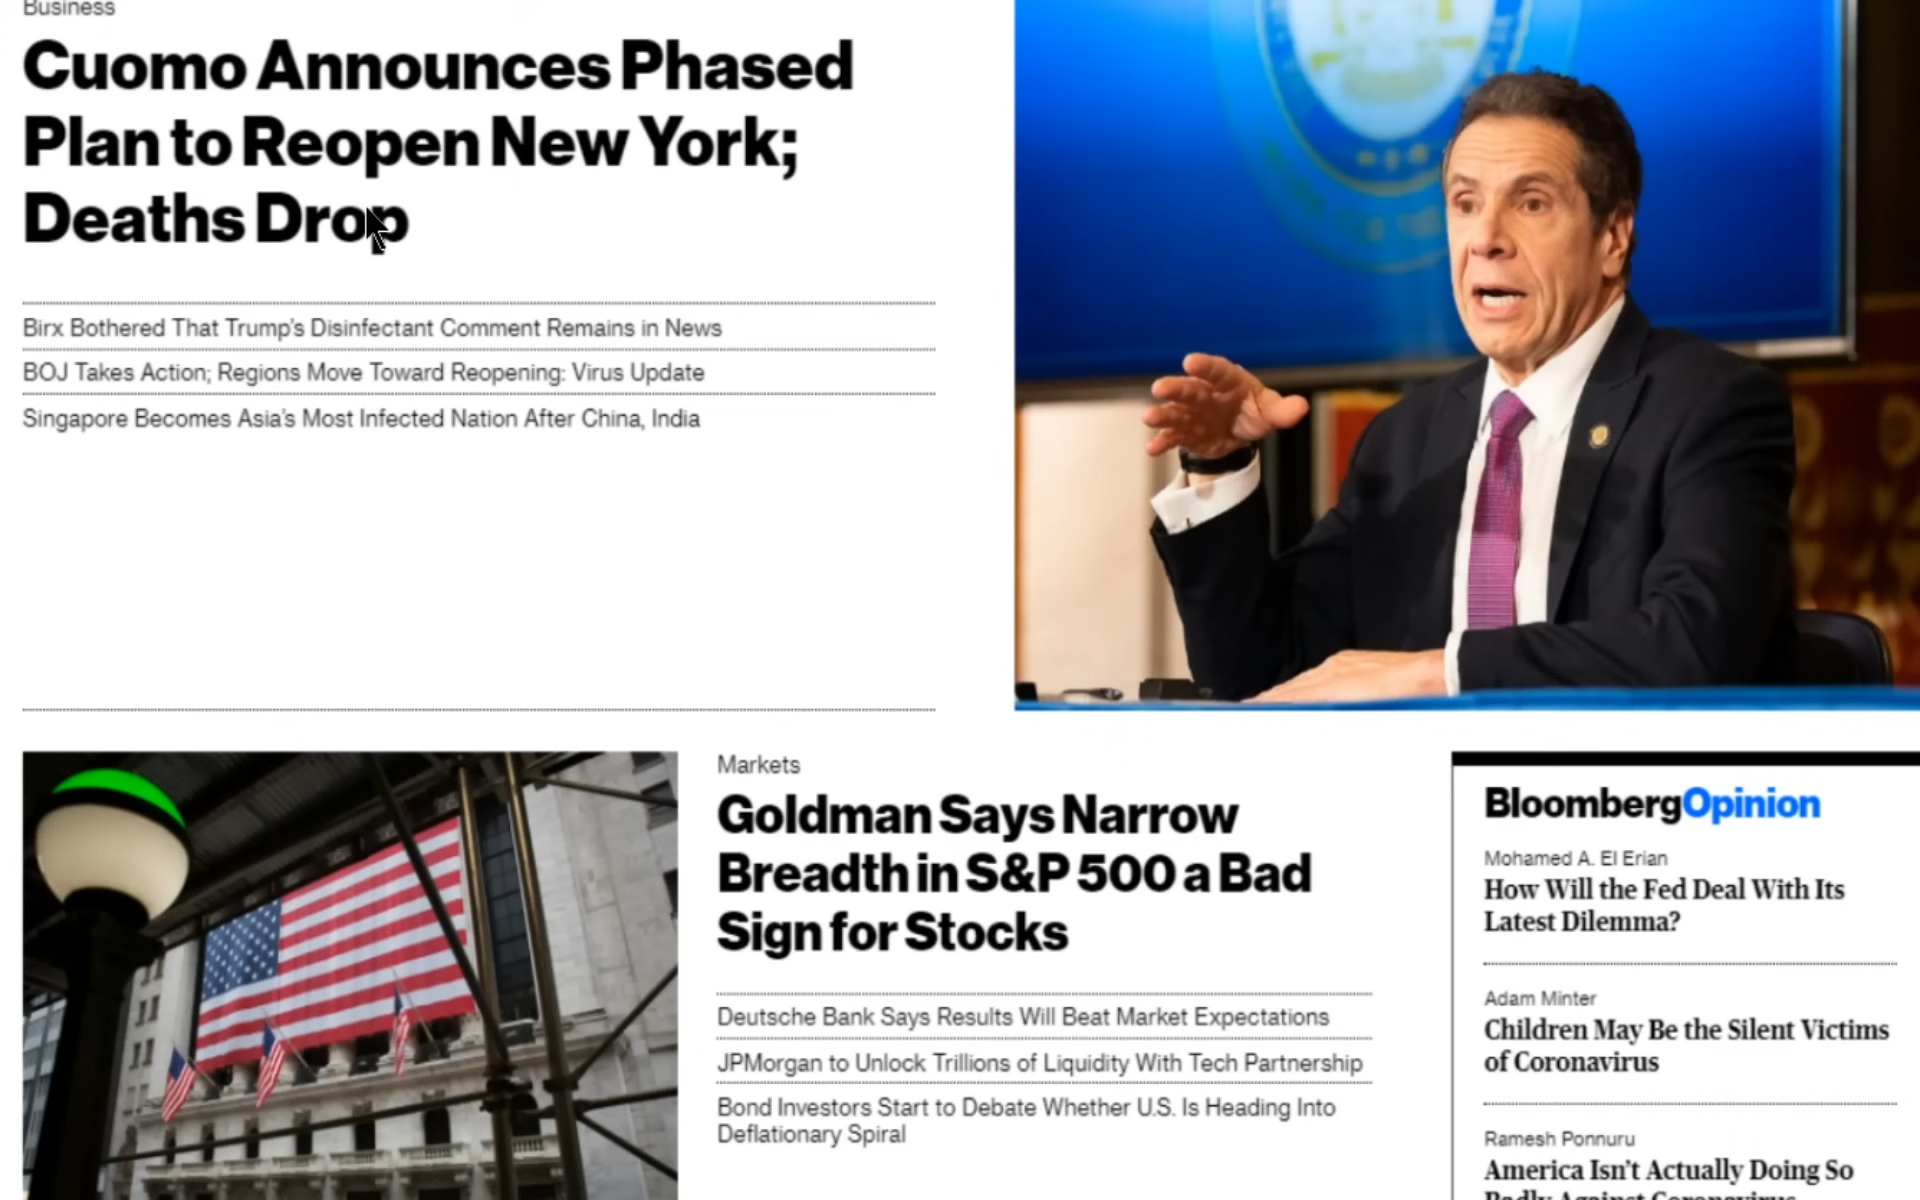 Business
Cuomo Announces Phased
Plan to Reopen New York;
Deaths Drop
Birx Bothered That Trump's Disinfectant Comment Remains in News
BOJ Takes Action; Regions Move Toward Reopening: Virus Update
Singapore Becomes Asia's Most Infected Nation After China, India
Markets
Goldman Says Narrow
Breadth in S&P 500 a Bad
Sign for Stocks
Deutsche Bank Says Results Will Beat Market Expectations
JPMorgan to Unlock Trillions of Liquidity With Tech Partnership
Bond Investors Start to Debate Whether U.S. Is Heading Into
Deflationary Spiral
BloombergOpinion
Mohamed A. El Erian
How Will the Fed Deal With Its
Latest Dilemma?
Adam Minter
Children May Be the Silent Victims
of Coronavirus
Ramesh Ponnuru
America Isn't Actually Doing So
Badly Against Coronavirus